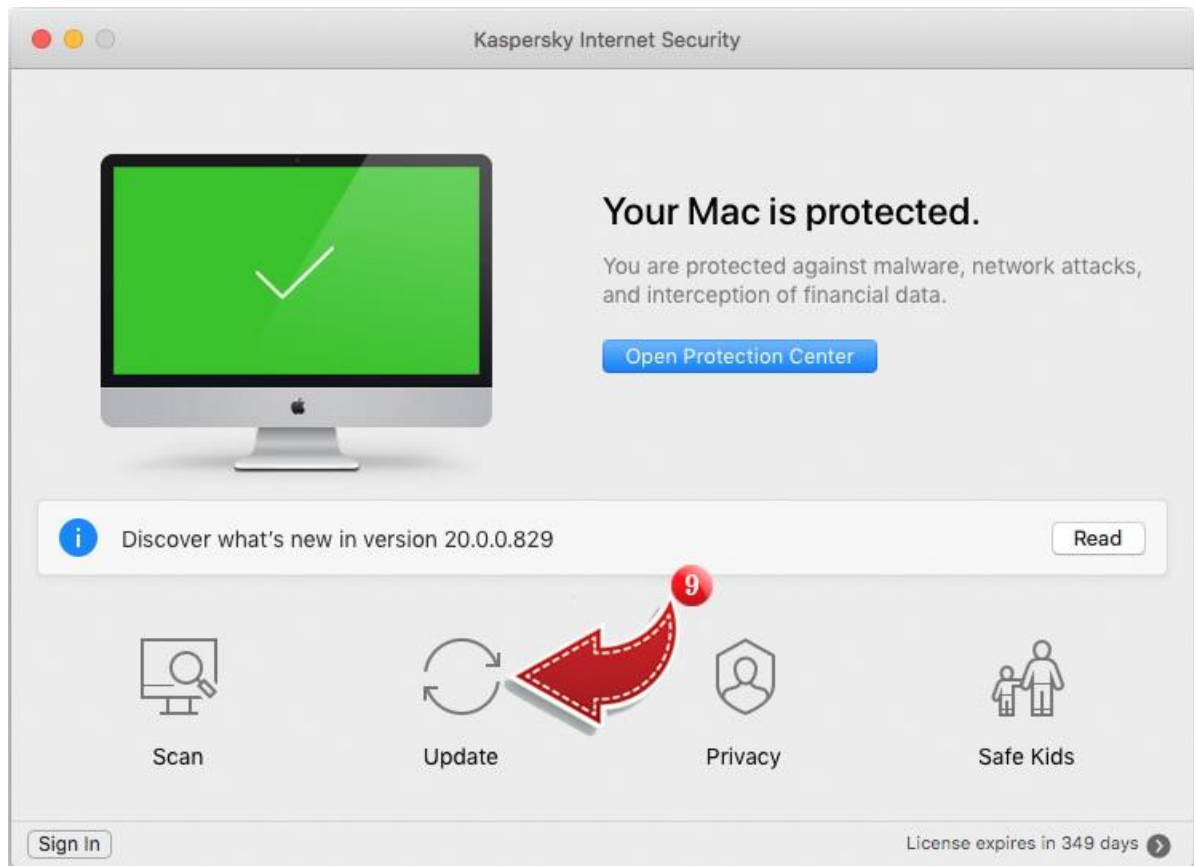 Kaspersky Internet Security
Your Mac is protected.
You are protected against malware, network attacks,
and interception of financial data.
Open Protection Center
Discover what's new in version 20.0.0.829
Read
9
Scan
Update
Privacy
Safe Kids
Sign In
License expires in 349 days